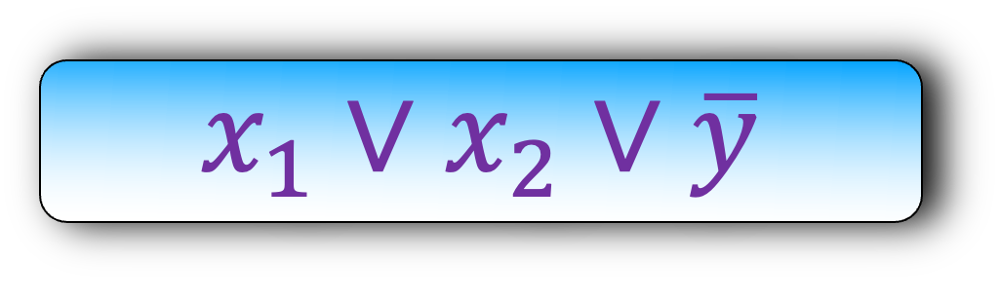 x₁ ∨ x₂ ∨ ȳ